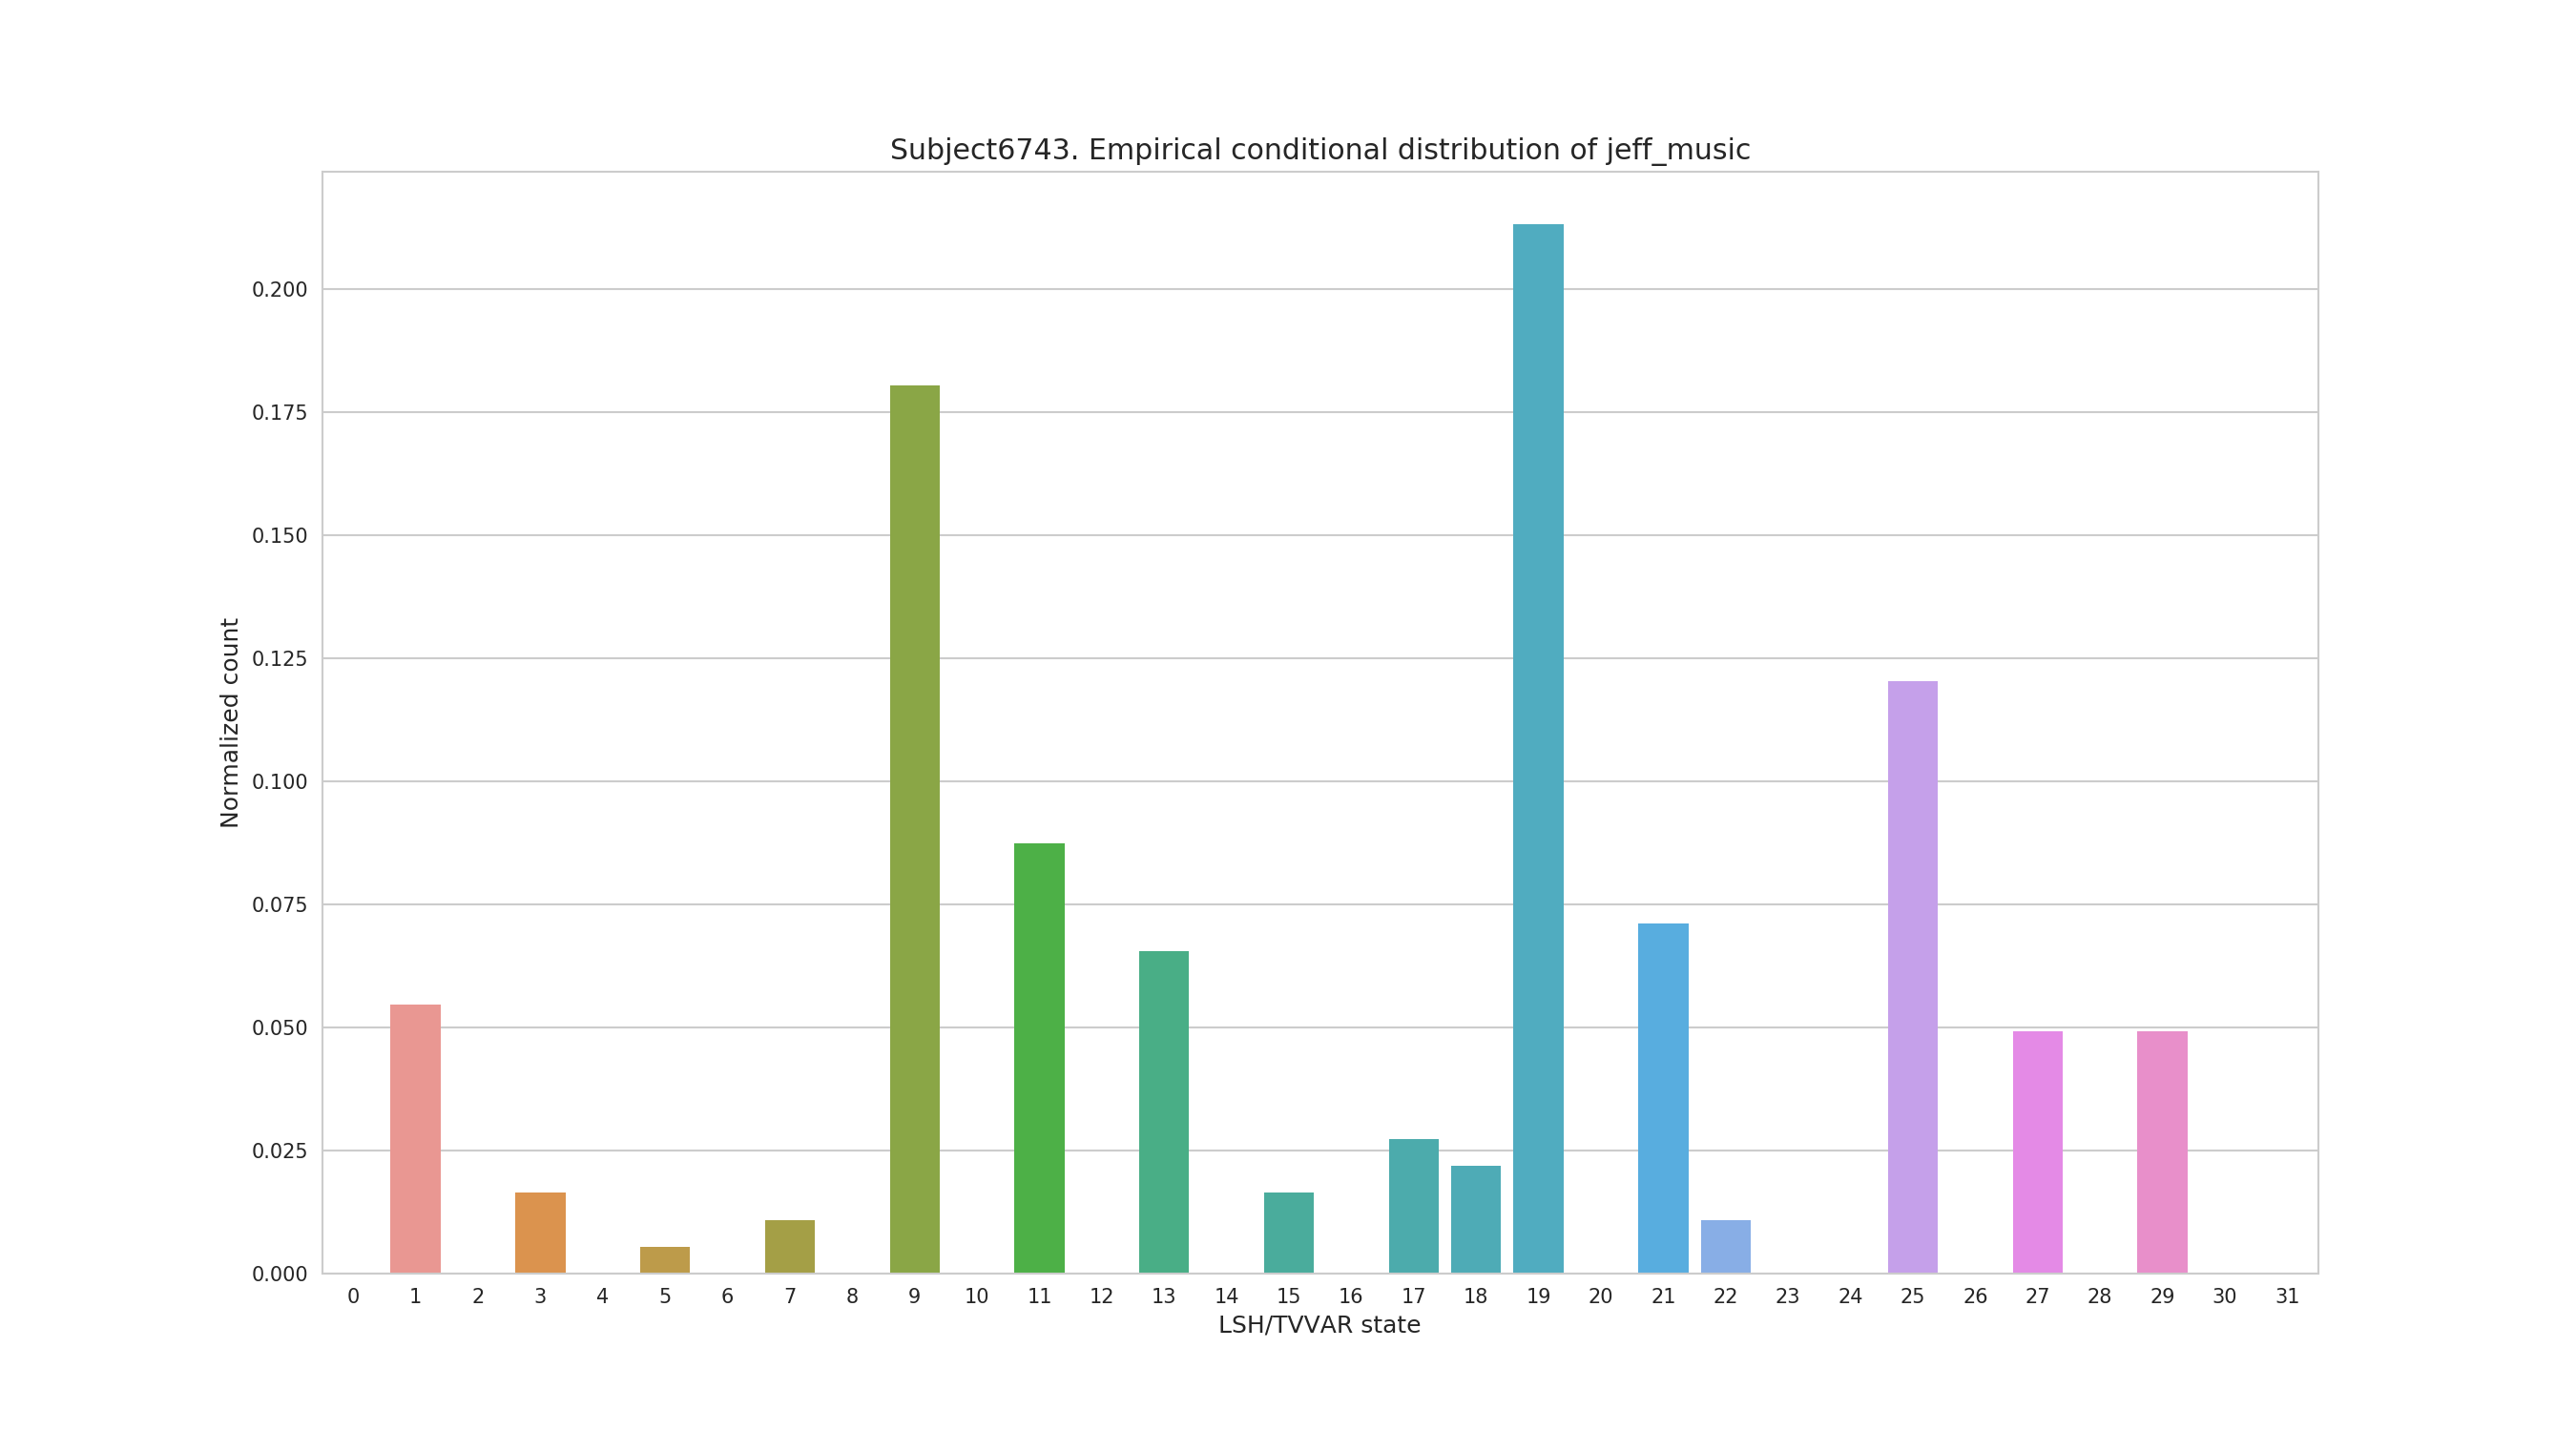 Subject6743. Empirical conditional distribution of jeff_music
0.200
0.175
0.150
0.125
0.100
0.075
0.050
0.025
0.000
Normalized count
0 1 2 3 4 5 6 7 8 9 10 11 12 13 14 15 16 17 18 19 20 21 22 23 24 25 26 27 28 29 30 31
LSH/TVVAR state